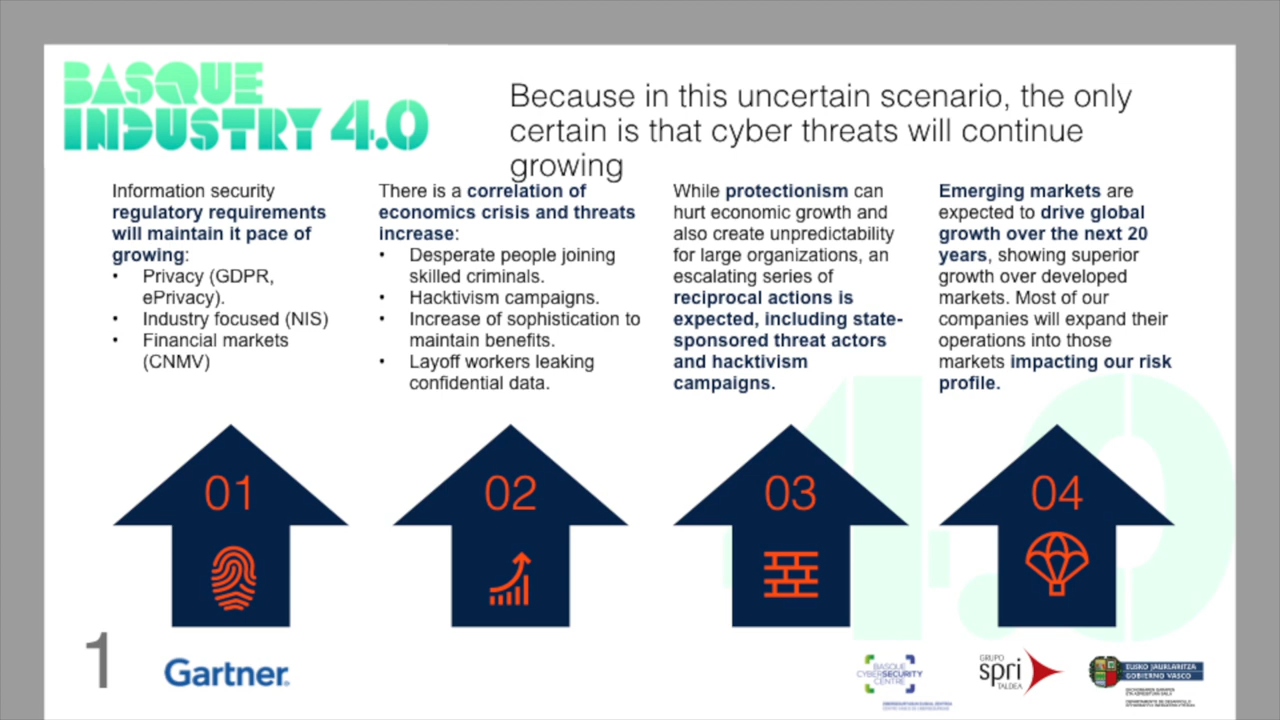 BASQUE
INDUSTRY 4.0
Because in this uncertain scenario, the only
certain is that cyber threats will continue
growing
Information security
regulatory requirements
will maintain it pace of
growing:
• Privacy (GDPR,
ePrivacy).
• Industry focused (NIS)
• Financial markets
(CNMV)
There is a correlation of
economics crisis and threats
increase:
• Desperate people joining
skilled criminals.
• Hacktivism campaigns.
• Increase of sophistication to
maintain benefits.
• Layoff workers leaking
confidential data.
While protectionism can
hurt economic growth and
also create unpredictability
for large organizations, an
escalating series of
reciprocal actions is
expected, including state-
sponsored threat actors
and hacktivism
campaigns.
Emerging markets are
expected to drive global
growth over the next 20
years, showing superior
growth over developed
markets. Most of our
companies will expand their
operations into those
markets impacting our risk
profile.
4.0
01
02
03
04
1
Gartner
BASQUE
CYBERSECURITY
CENTRE
GRUPO
spri
TALDEA
EUSKO JAURLARITZA
GOBIERNO VASCO